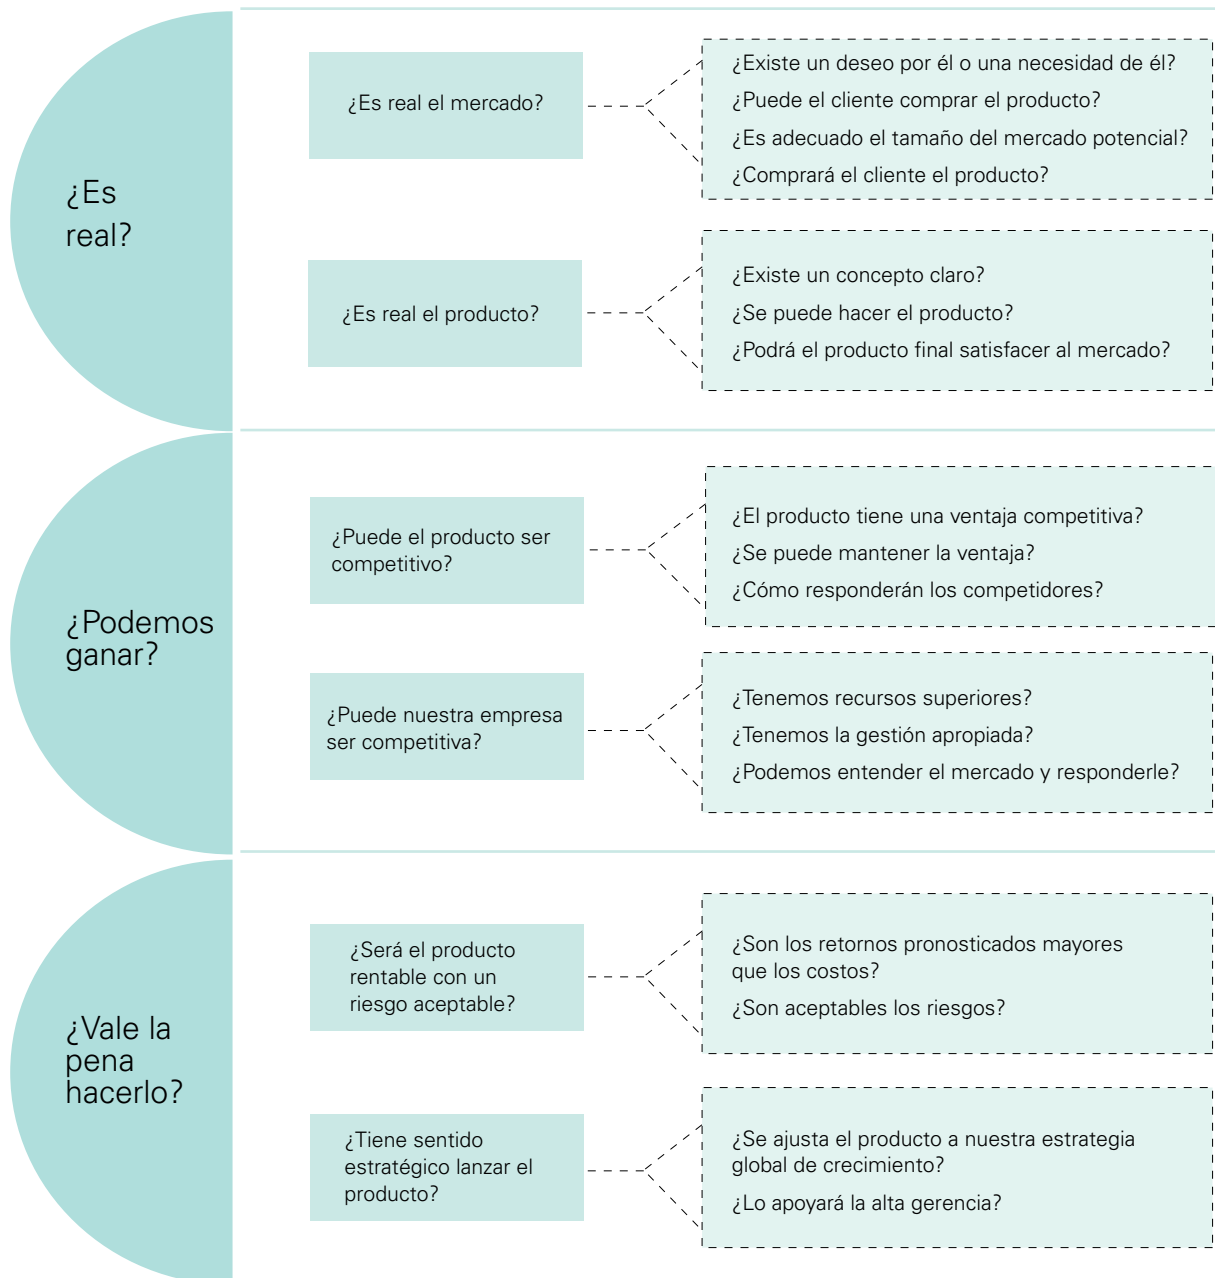 ¿Es
real?
¿Es real el mercado?
¿Existe un deseo por él o una necesidad de él?
¿Puede el cliente comprar el producto?
¿Es adecuado el tamaño del mercado potencial?
¿Comprará el cliente el producto?
¿Es real el producto?
¿Existe un concepto claro?
¿Se puede hacer el producto?
¿Podrá el producto final satisfacer al mercado?
¿Podemos
ganar?
¿Puede el producto ser
competitivo?
¿El producto tiene una ventaja competitiva?
¿Se puede mantener la ventaja?
¿Cómo responderán los competidores?
¿Puede nuestra empresa
ser competitiva?
¿Tenemos recursos superiores?
¿Tenemos la gestión apropiada?
¿Podemos entender el mercado y responderle?
¿Vale la
pena
hacerlo?
¿Será el producto
rentable con un
riesgo aceptable?
¿Son los retornos pronosticados mayores
que los costos?
¿Son aceptables los riesgos?
¿Tiene sentido
estratégico lanzar el
producto?
¿Se ajusta el producto a nuestra estrategia
global de crecimiento?
¿Lo apoyará la alta gerencia?